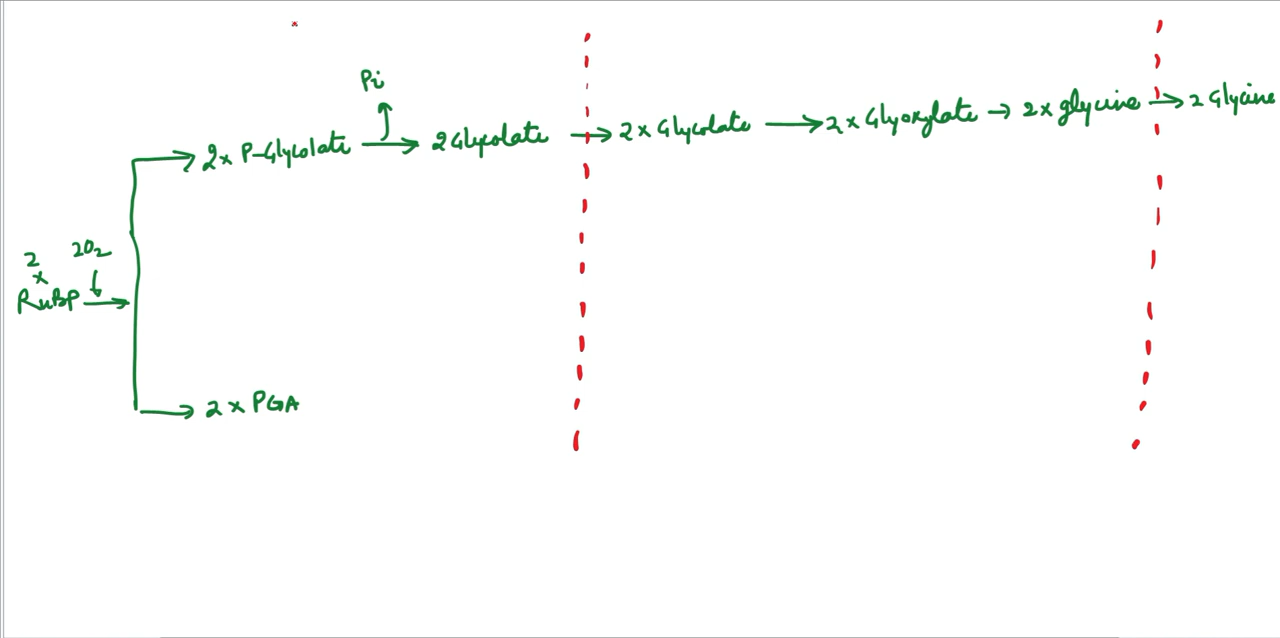 Pi
2 x P-Glycolate → 2 Glycolate → 2 x Glycolate → 2 x Glyoxylate → 2 x glycine → 2 Glycine
2 2O2
x
RuBP →
→ 2 x PGA